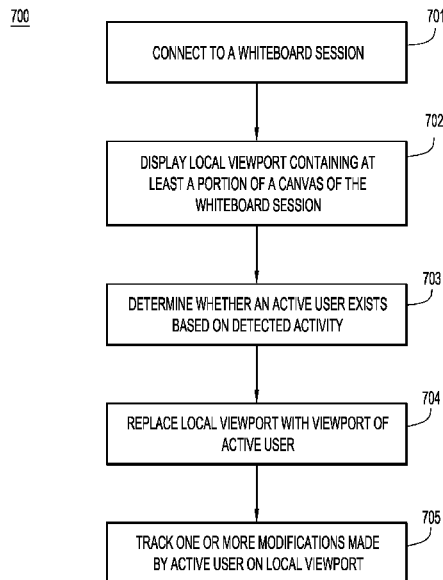 700
701
CONNECT TO A WHITEBOARD SESSION
702
DISPLAY LOCAL VIEWPORT CONTAINING AT
LEAST A PORTION OF A CANVAS OF THE
WHITEBOARD SESSION
703
DETERMINE WHETHER AN ACTIVE USER EXISTS
BASED ON DETECTED ACTIVITY
704
REPLACE LOCAL VIEWPORT WITH VIEWPORT OF
ACTIVE USER
705
TRACK ONE OR MORE MODIFICATIONS MADE
BY ACTIVE USER ON LOCAL VIEWPORT